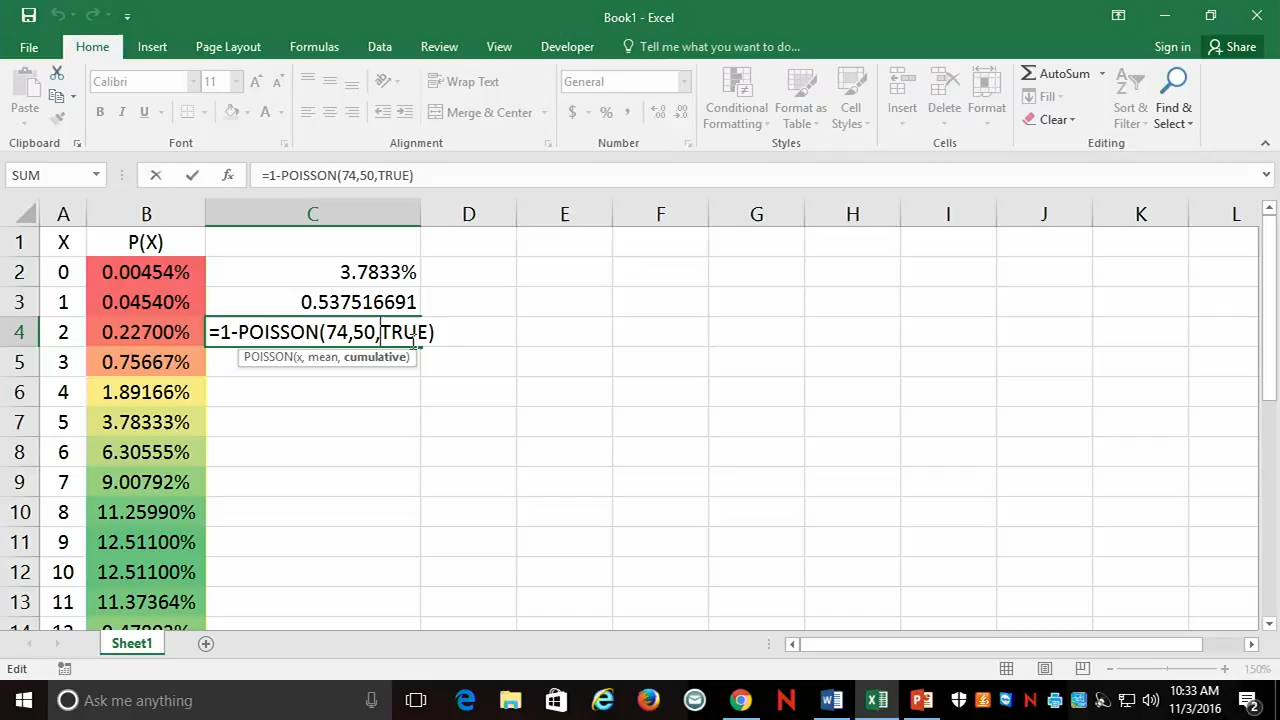 Book1 - Excel
File Home Insert Page Layout Formulas Data Review View Developer Tell me what you want to do... Sign in Share
Paste
Clipboard
Calibri 11
B I U
Font
Wrap Text
Merge & Center
Alignment
General
$ % ,
Number
Conditional Formatting
Format as Table
Cell Styles
Styles
Insert Delete Format
Cells
AutoSum
Fill
Clear
Sort & Filter
Find & Select
Editing
SUM fx =1-POISSON(74,50,TRUE)
A B C D E F G H I J K L
1 X P(X)
2 0 0.00454% 3.7833%
3 1 0.04540% 0.537516691
4 2 0.22700% =1-POISSON(74,50,TRUE)
POISSON(x, mean, cumulative)
5 3 0.75667%
6 4 1.89166%
7 5 3.78333%
8 6 6.30555%
9 7 9.00792%
10 8 11.25990%
11 9 12.51100%
12 10 12.51100%
13 11 11.37364%
Sheet1
Edit 150%
Ask me anything
10:33 AM
11/3/2016